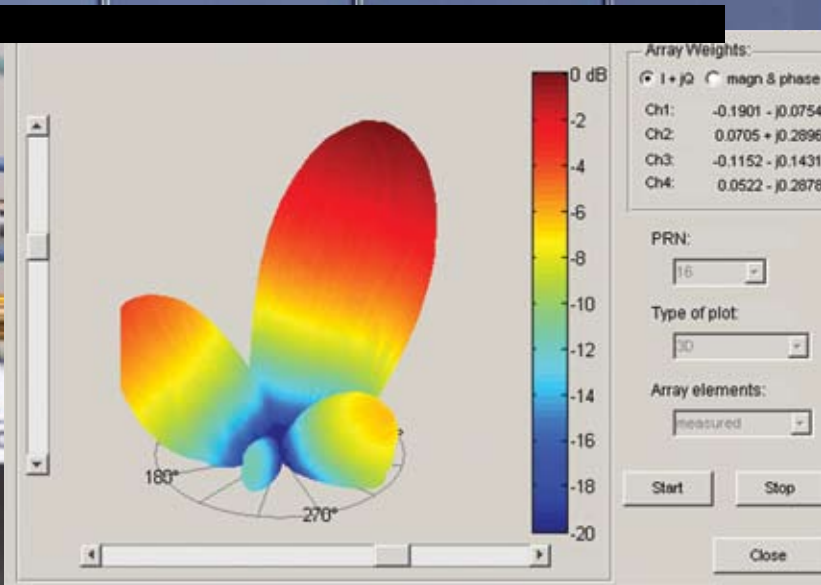 Array Weights:
I + jQ magn & phase
Ch1: -0.1901 - j0.0754
Ch2: 0.0705 + j0.2896
Ch3: -0.1152 - j0.1431
Ch4: 0.0522 - j0.2878
PRN:
16
Type of plot:
3D
Array elements:
measured
Start Stop
Close
0 dB
-2
-4
-6
-8
-10
-12
-14
-16
-18
-20
180°
270°